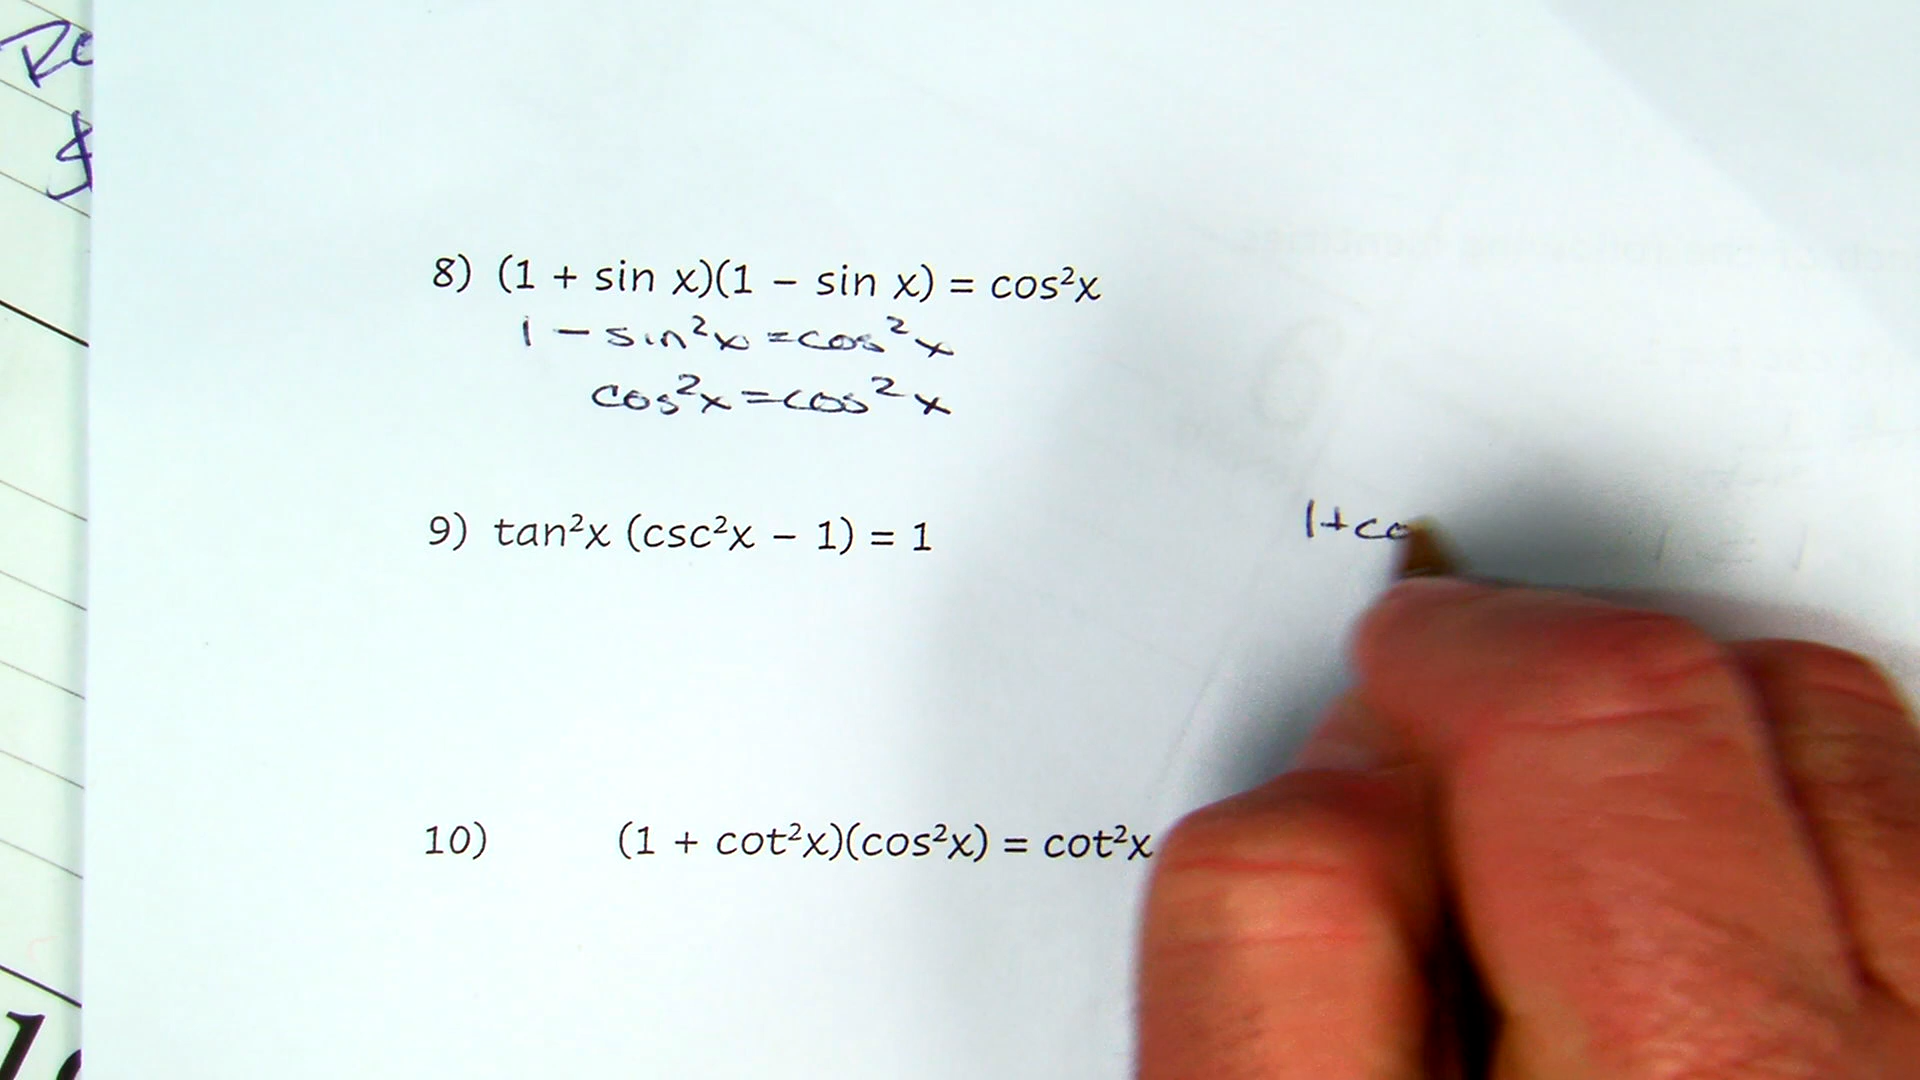 8) (1 + sin x)(1 − sin x) = cos²x
1 − sin²x = cos²x
cos²x = cos²x
9) tan²x (csc²x − 1) = 1
1+co
10) (1 + cot²x)(cos²x) = cot²x